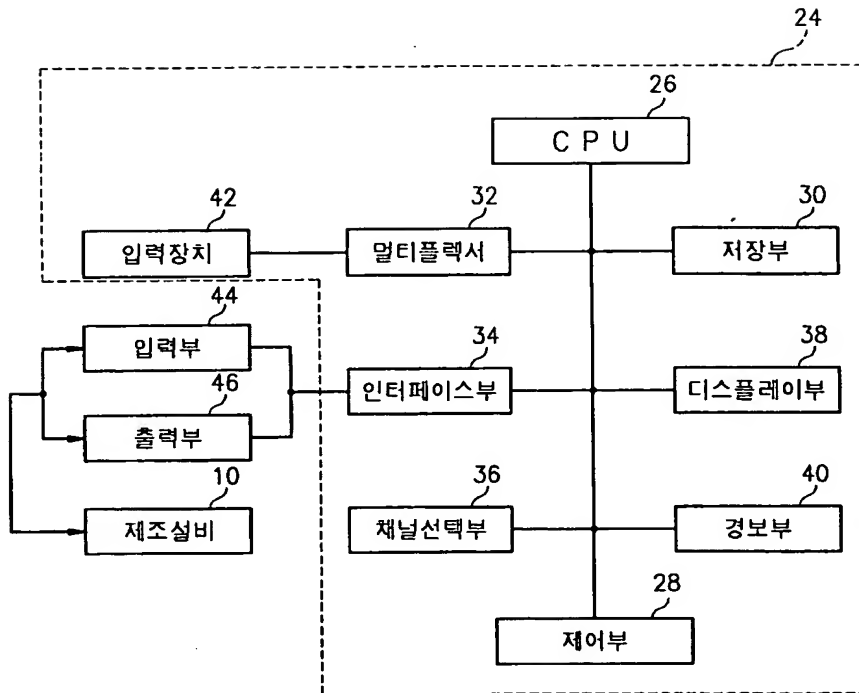 24
26
CPU
42
입력장치
32
멀티플렉서
30
저장부
44
입력부
34
인터페이스부
38
디스플레이부
46
출력부
10
제조설비
36
채널선택부
40
경보부
28
제어부